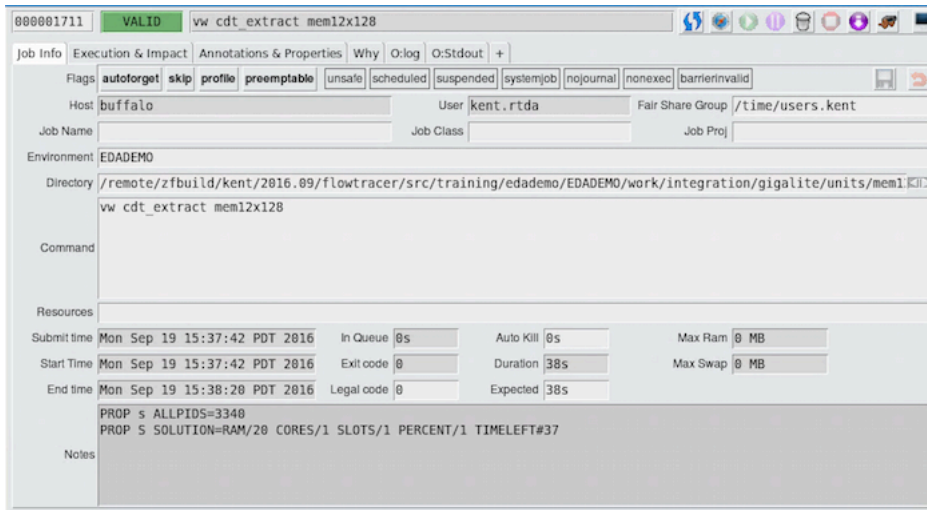 000001711 VALID vw cdt_extract mem12x128
Job Info Execution & Impact Annotations & Properties Why O:log O:Stdout +
Flags autoforget skip profile preemptable unsafe scheduled suspended systemjob nojournal nonexec barrierinvalid
Host buffalo User kent.rtda Fair Share Group /time/users.kent
Job Name Job Class Job Proj
Environment EDADEMO
Directory /remote/zfbuild/kent/2016.09/flowtracer/src/training/edademo/EDADEMO/work/integration/gigalite/units/mem1
vw cdt_extract mem12x128
Command
Resources
Submit time Mon Sep 19 15:37:42 PDT 2016 In Queue 0s Auto Kill 0s Max Ram 0 MB
Start Time Mon Sep 19 15:37:42 PDT 2016 Exit code 0 Duration 38s Max Swap 0 MB
End time Mon Sep 19 15:38:20 PDT 2016 Legal code 0 Expected 38s
PROP s ALLPIDS=3340
PROP S SOLUTION=RAM/20 CORES/1 SLOTS/1 PERCENT/1 TIMELEFT#37
Notes